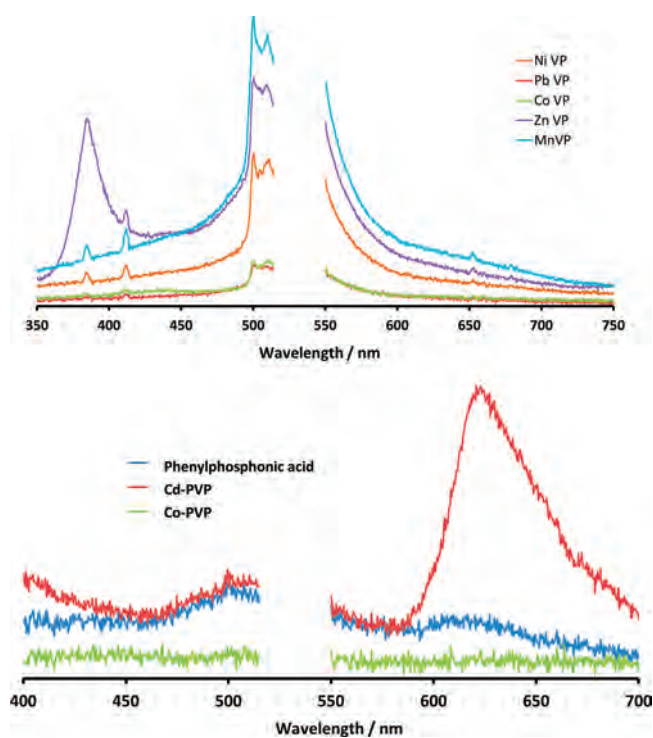 Ni VP
Pb VP
Co VP
Zn VP
MnVP
350 400 450 500 550 600 650 700 750
Wavelength / nm
Phenylphosphonic acid
Cd-PVP
Co-PVP
400 450 500 550 600 650 700
Wavelength / nm